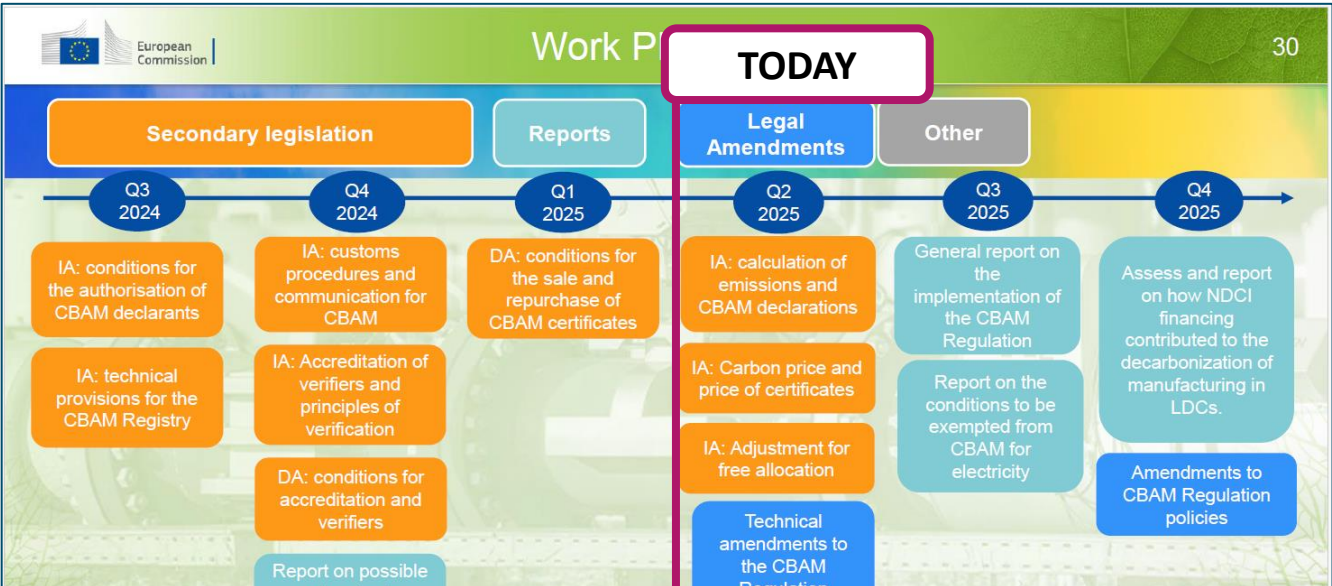 European
Commission
Work
TODAY
30
Secondary legislation
Reports
Legal
Amendments
Other
Q3
2024
Q4
2024
Q1
2025
Q2
2025
Q3
2025
Q4
2025
IA: conditions for
the authorisation of
CBAM declarants
IA: technical
provisions for the
CBAM Registry
IA: customs
procedures and
communication for
CBAM
IA: Accreditation of
verifiers and
principles of
verification
DA: conditions for
accreditation and
verifiers
Report on possible
DA: conditions for
the sale and
repurchase of
CBAM certificates
IA: calculation of
emissions and
CBAM declarations
IA: Carbon price and
price of certificates
IA: Adjustment for
free allocation
Technical
amendments to
the CBAM
General report on
the
implementation of
the CBAM
Regulation
Report on the
conditions to be
exempted from
CBAM for
electricity
Assess and report
on how NDCI
financing
contributed to the
decarbonization of
manufacturing in
LDCs.
Amendments to
CBAM Regulation
policies